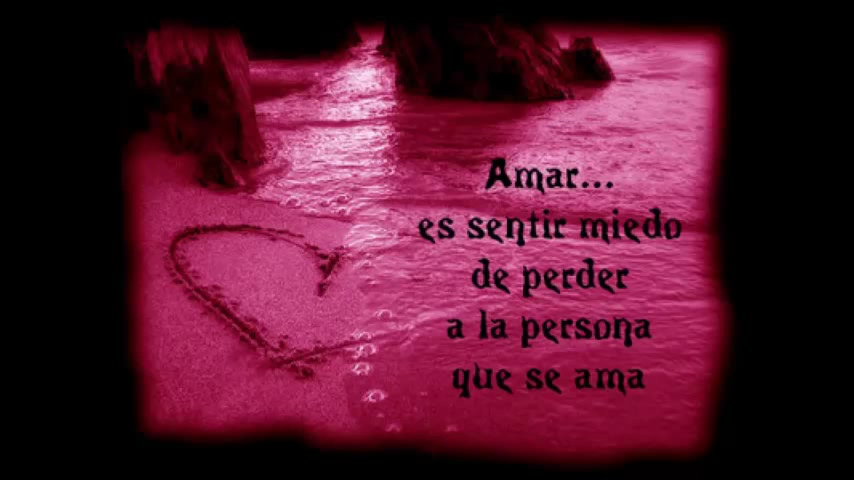 Amar...
es sentir miedo
de perder
a la persona
que se ama